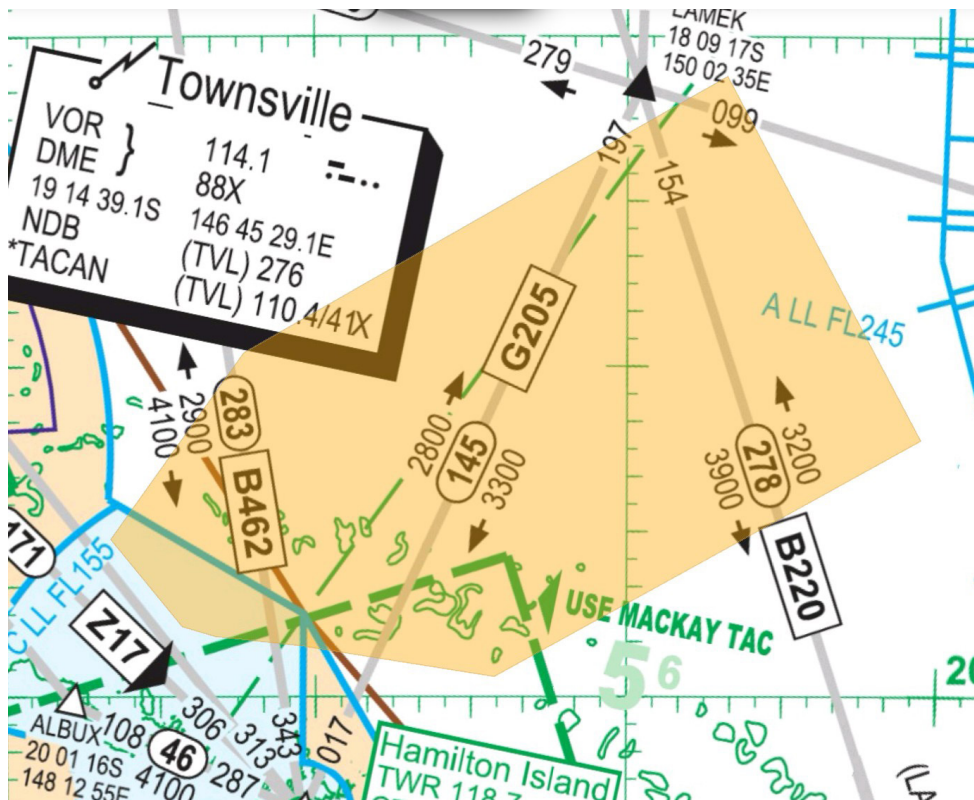 LAMEK
18 09 17S
150 02 35E
279
099
Townsville
VOR
DME } 114.1
88X
19 14 39.1S 146 45 29.1E
NDB (TVL) 276
*TACAN (TVL) 110.4/41X
197
154
G205
A LL FL245
283
2900
4100
B462
2800
145
3300
3200
278
3900
B220
171
C LL FL155
Z17
USE MACKAY TAC
56
20
ALBUX
20 01 16S
148 12 55E
108
46
4100
306
313
287
343
017
Hamilton Island
TWR 118.7
(LA